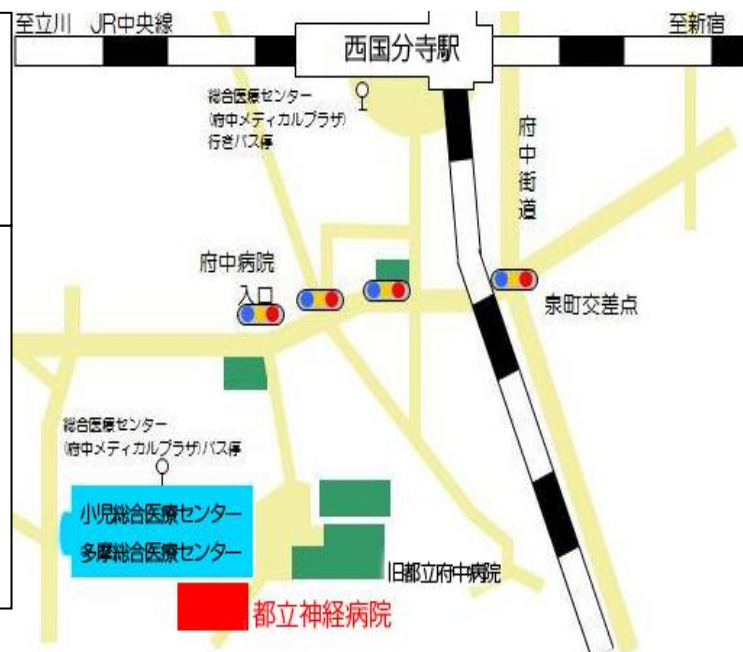 至立川 JR中央線
至新宿
西国分寺駅
総合医療センター
(府中メディカルプラザ)
行きバス停
府中街道
府中病院
入口
泉町交差点
総合医療センター
(府中メディカルプラザ)バス停
小児総合医療センター
多摩総合医療センター
旧都立府中病院
都立神経病院